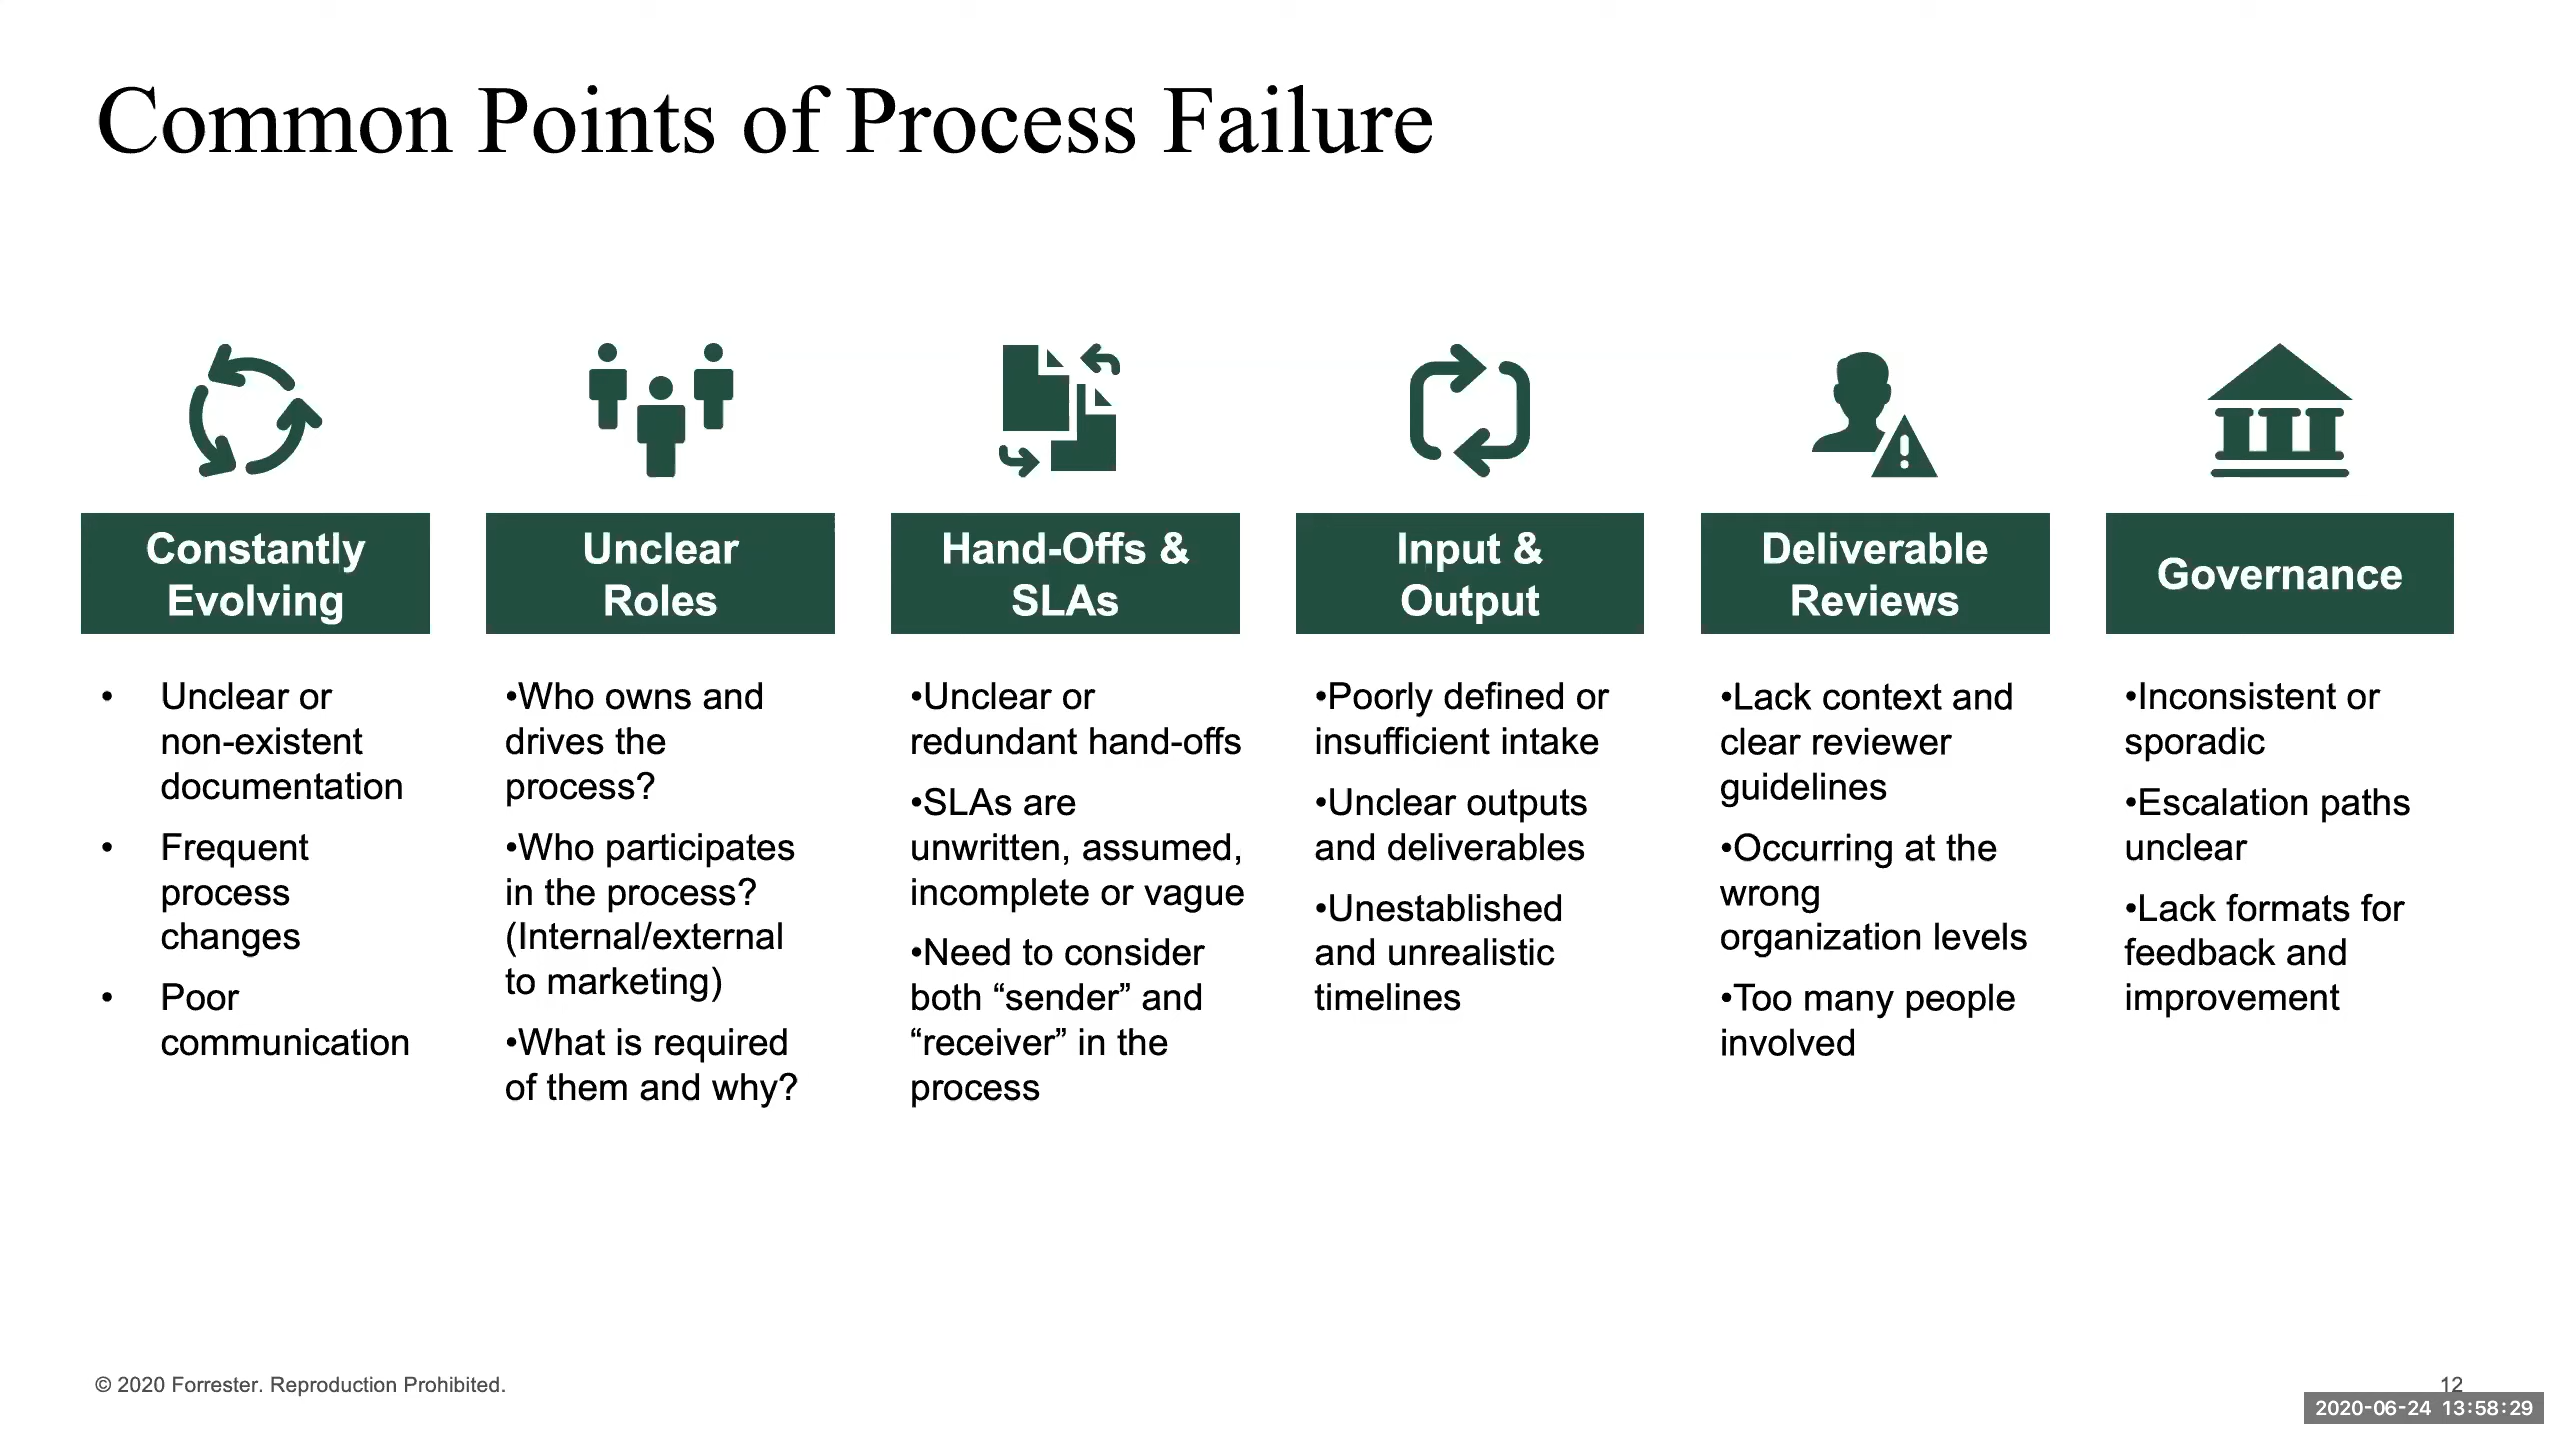 Common Points of Process Failure
Constantly
Evolving
•	Unclear or
non-existent
documentation
•	Frequent
process
changes
•	Poor
communication
Unclear
Roles
•Who owns and
drives the
process?
•Who participates
in the process?
(Internal/external
to marketing)
•What is required
of them and why?
Hand-Offs &
SLAs
•Unclear or
redundant hand-offs
•SLAs are
unwritten, assumed,
incomplete or vague
•Need to consider
both “sender” and
“receiver” in the
process
Input &
Output
•Poorly defined or
insufficient intake
•Unclear outputs
and deliverables
•Unestablished
and unrealistic
timelines
Deliverable
Reviews
•Lack context and
clear reviewer
guidelines
•Occurring at the
wrong
organization levels
•Too many people
involved
Governance
•Inconsistent or
sporadic
•Escalation paths
unclear
•Lack formats for
feedback and
improvement
© 2020 Forrester. Reproduction Prohibited.
12
2020-06-24 13:58:29